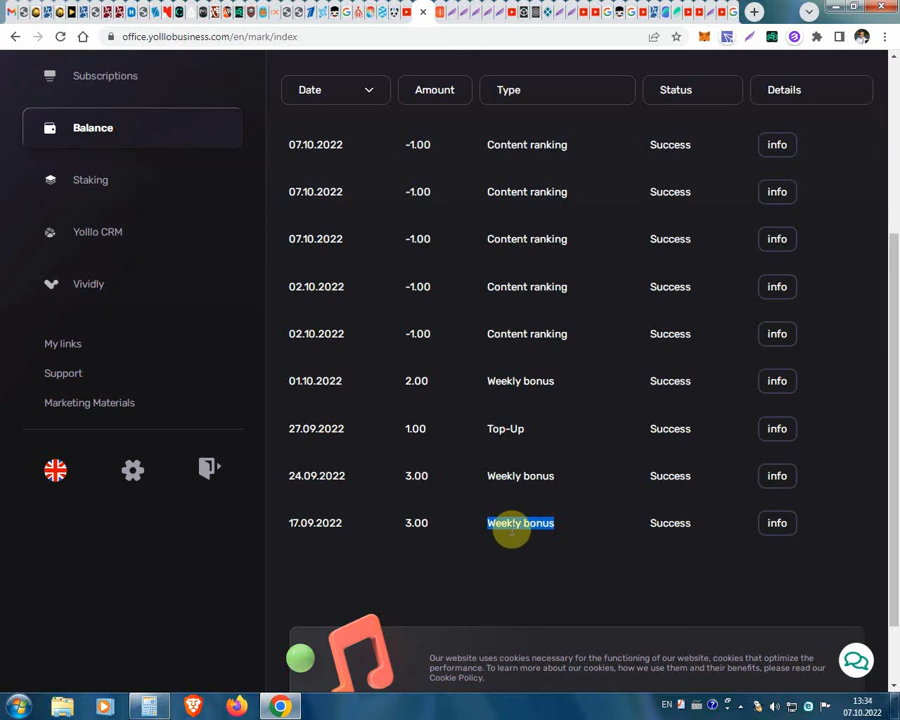 office.yolllobusiness.com/en/mark/index
Subscriptions
Balance
Staking
Yolllo CRM
Vividly
My links
Support
Marketing Materials
Date Amount Type Status Details
07.10.2022 -1.00 Content ranking Success info
07.10.2022 -1.00 Content ranking Success info
07.10.2022 -1.00 Content ranking Success info
02.10.2022 -1.00 Content ranking Success info
02.10.2022 -1.00 Content ranking Success info
01.10.2022 2.00 Weekly bonus Success info
27.09.2022 1.00 Top-Up Success info
24.09.2022 3.00 Weekly bonus Success info
17.09.2022 3.00 Weekly bonus Success info
Our website uses cookies necessary for the functioning of our website, cookies that optimize the
performance. To learn more about our cookies, how we use them and their benefits, please read our
Cookie Policy.
EN
13:34
07.10.2022